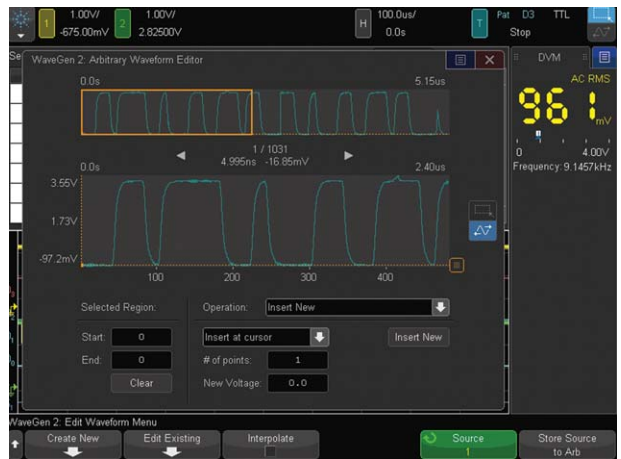 1 1.00V/ -675.00mV 2 1.00V/ 2.82500V H 100.0us/ 0.0s T Pat D3 TTL Stop
Se
WaveGen 2: Arbitrary Waveform Editor
DVM
0.0s 5.15us
AC RMS
961 mV
1 / 1031
4.995ns -16.85mV
0 4.00V
Frequency: 9.1457kHz
0.0s 2.40us
3.55V
1.73V
-97.2mV
100 200 300 400
Selected Region:
Operation: Insert New
Start: 0
Insert at cursor
Insert New
End: 0
# of points: 1
Clear
New Voltage: 0.0
WaveGen 2: Edit Waveform Menu
Create New
Edit Existing
Interpolate
Source
1
Store Source
to Arb